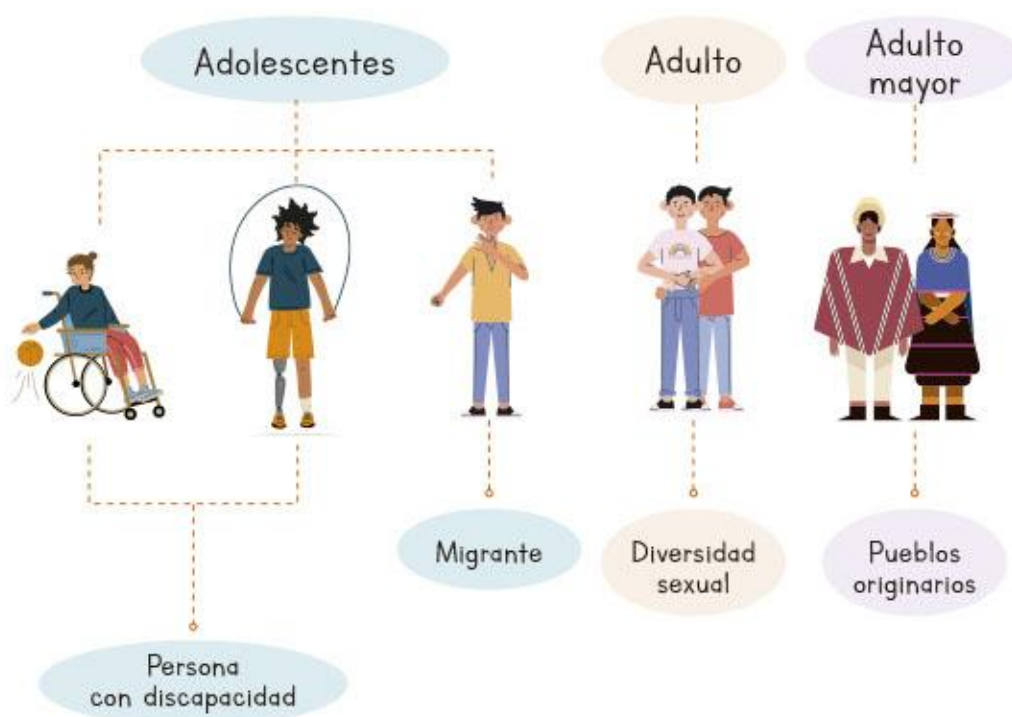 Adolescentes
Adulto
Adulto
mayor
Migrante
Diversidad
sexual
Pueblos
originarios
Persona
con discapacidad